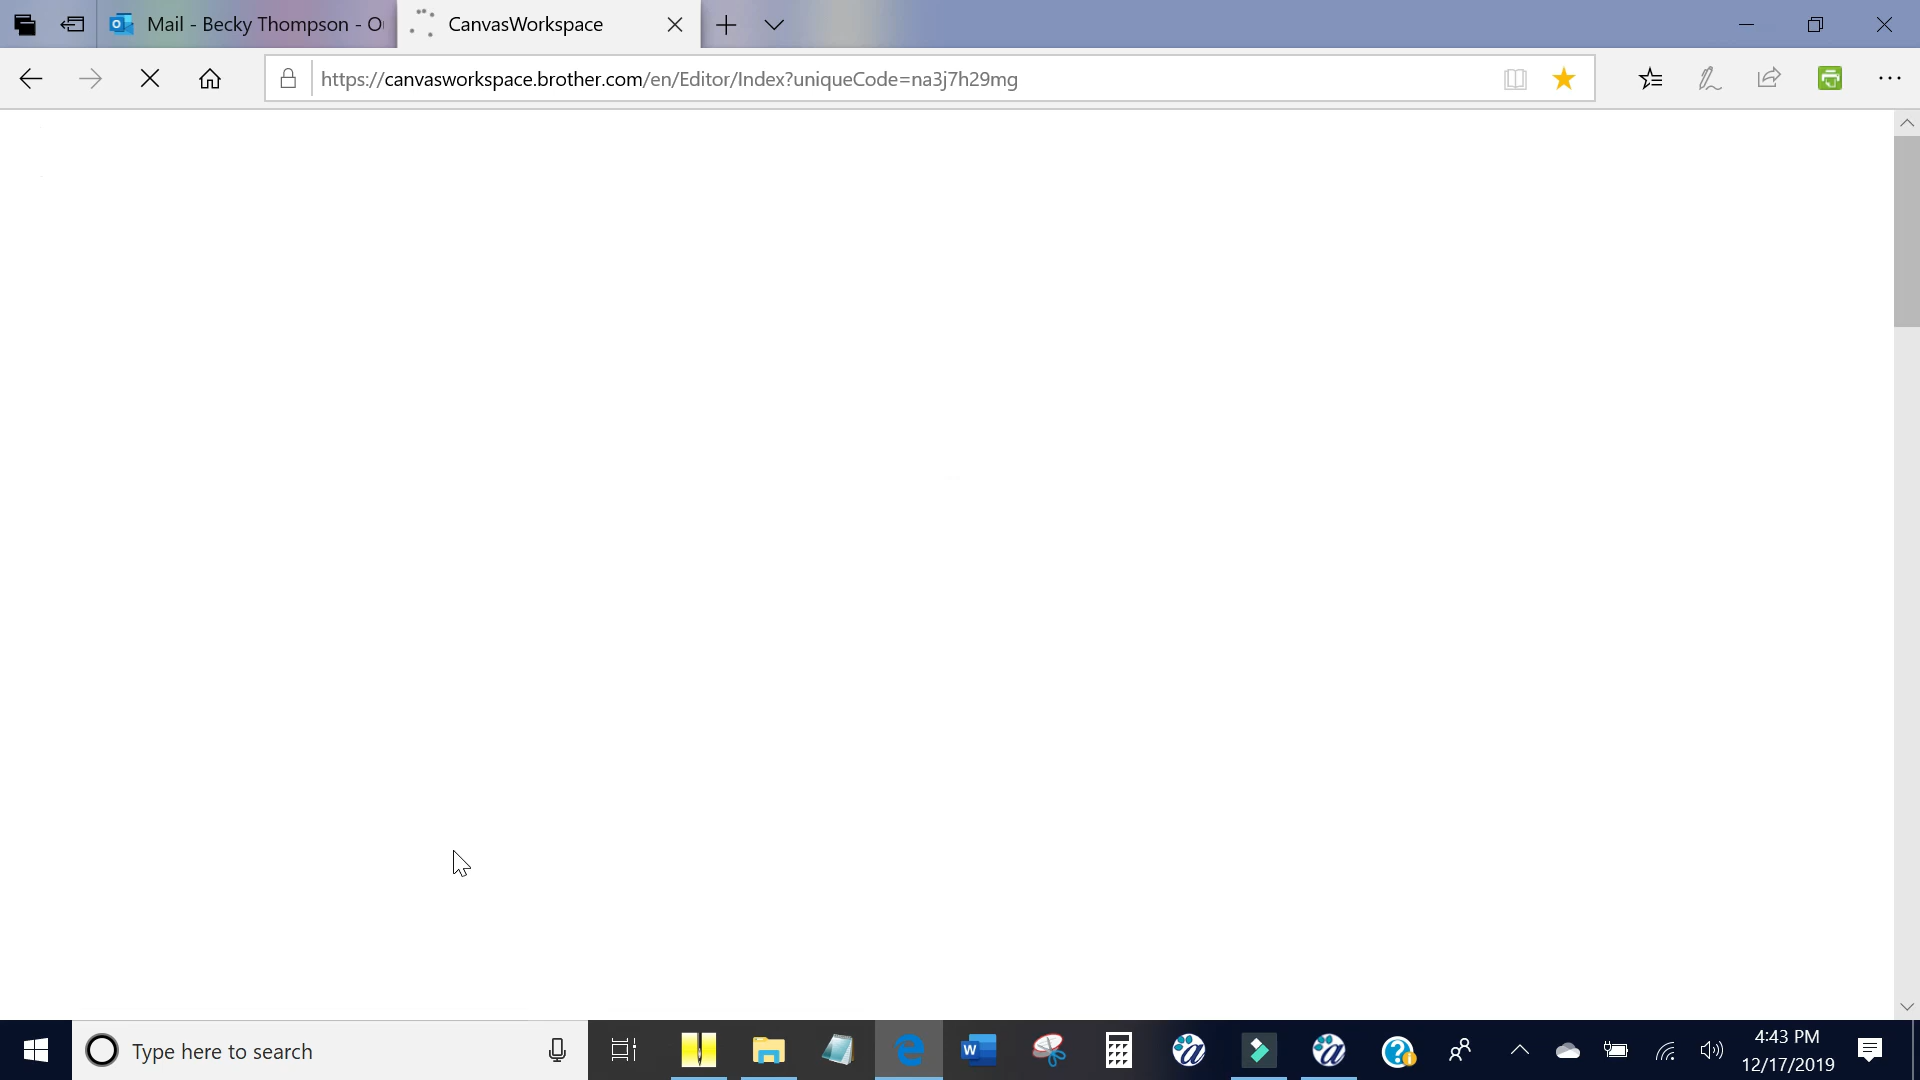 Mail - Becky Thompson - O
CanvasWorkspace
https://canvasworkspace.brother.com/en/Editor/Index?uniqueCode=na3j7h29mg
Type here to search
4:43 PM
12/17/2019